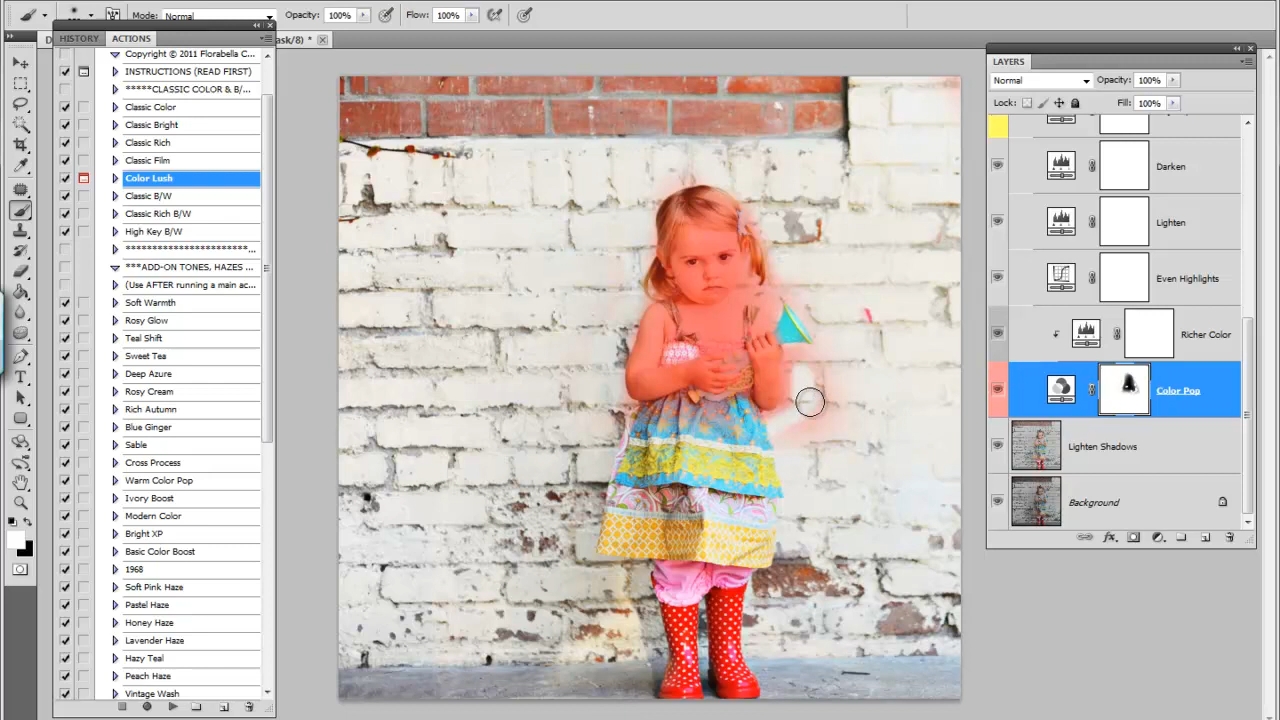 Mode: Normal Opacity: 100% Flow: 100%
HISTORY ACTIONS
ask/8) *
Copyright © 2011 Florabella C...
INSTRUCTIONS (READ FIRST)
*****CLASSIC COLOR & B/...
Classic Color
Classic Bright
Classic Rich
Classic Film
Color Lush
Classic B/W
Classic Rich B/W
High Key B/W
************************...
***ADD-ON TONES, HAZES ...
(Use AFTER running a main ac...
Soft Warmth
Rosy Glow
Teal Shift
Sweet Tea
Deep Azure
Rosy Cream
Rich Autumn
Blue Ginger
Sable
Cross Process
Warm Color Pop
Ivory Boost
Modern Color
Bright XP
Basic Color Boost
1968
Soft Pink Haze
Pastel Haze
Honey Haze
Lavender Haze
Hazy Teal
Peach Haze
Vintage Wash
LAYERS
Normal Opacity: 100%
Lock: Fill: 100%
Darken
Lighten
Even Highlights
Richer Color
Color Pop
Lighten Shadows
Background